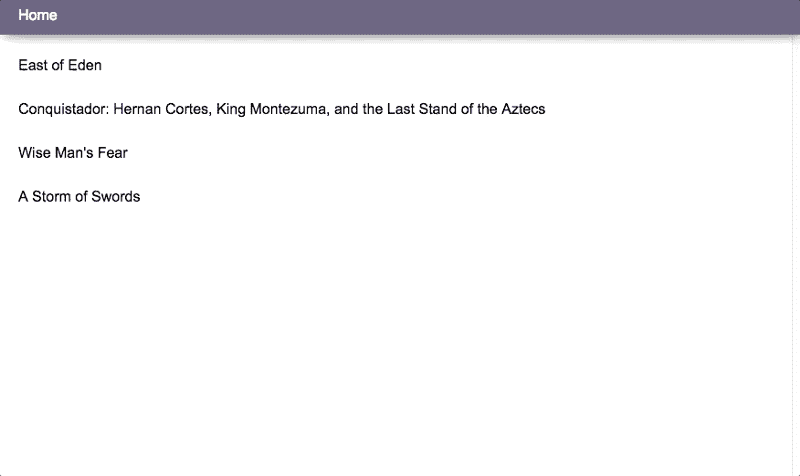 Home
East of Eden
Conquistador: Hernan Cortes, King Montezuma, and the Last Stand of the Aztecs
Wise Man's Fear
A Storm of Swords